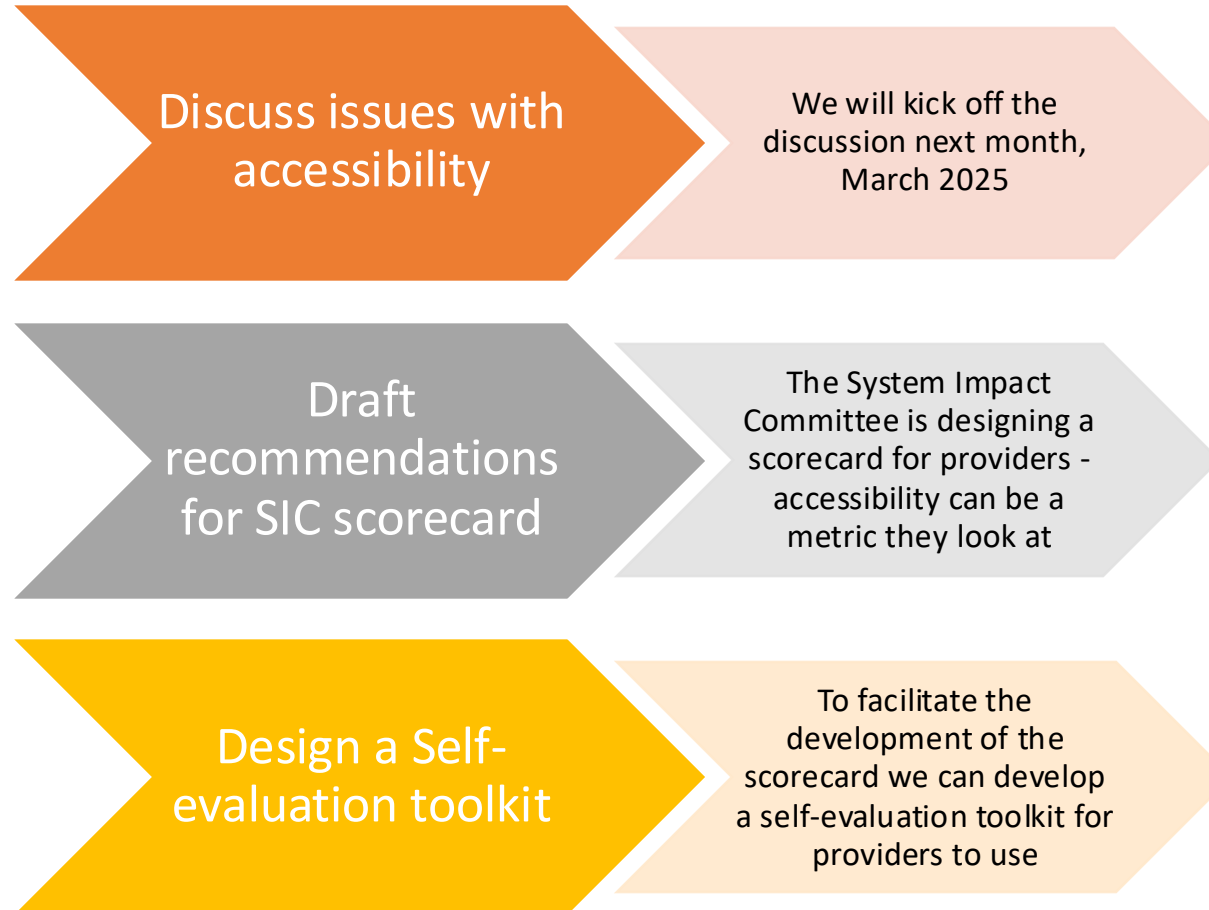 Discuss issues with
accessibility
We will kick off the
discussion next month,
March 2025
Draft
recommendations
for SIC scorecard
The System Impact
Committee is designing a
scorecard for providers -
accessibility can be a
metric they look at
Design a Self-
evaluation toolkit
To facilitate the
development of the
scorecard we can develop
a self-evaluation toolkit for
providers to use